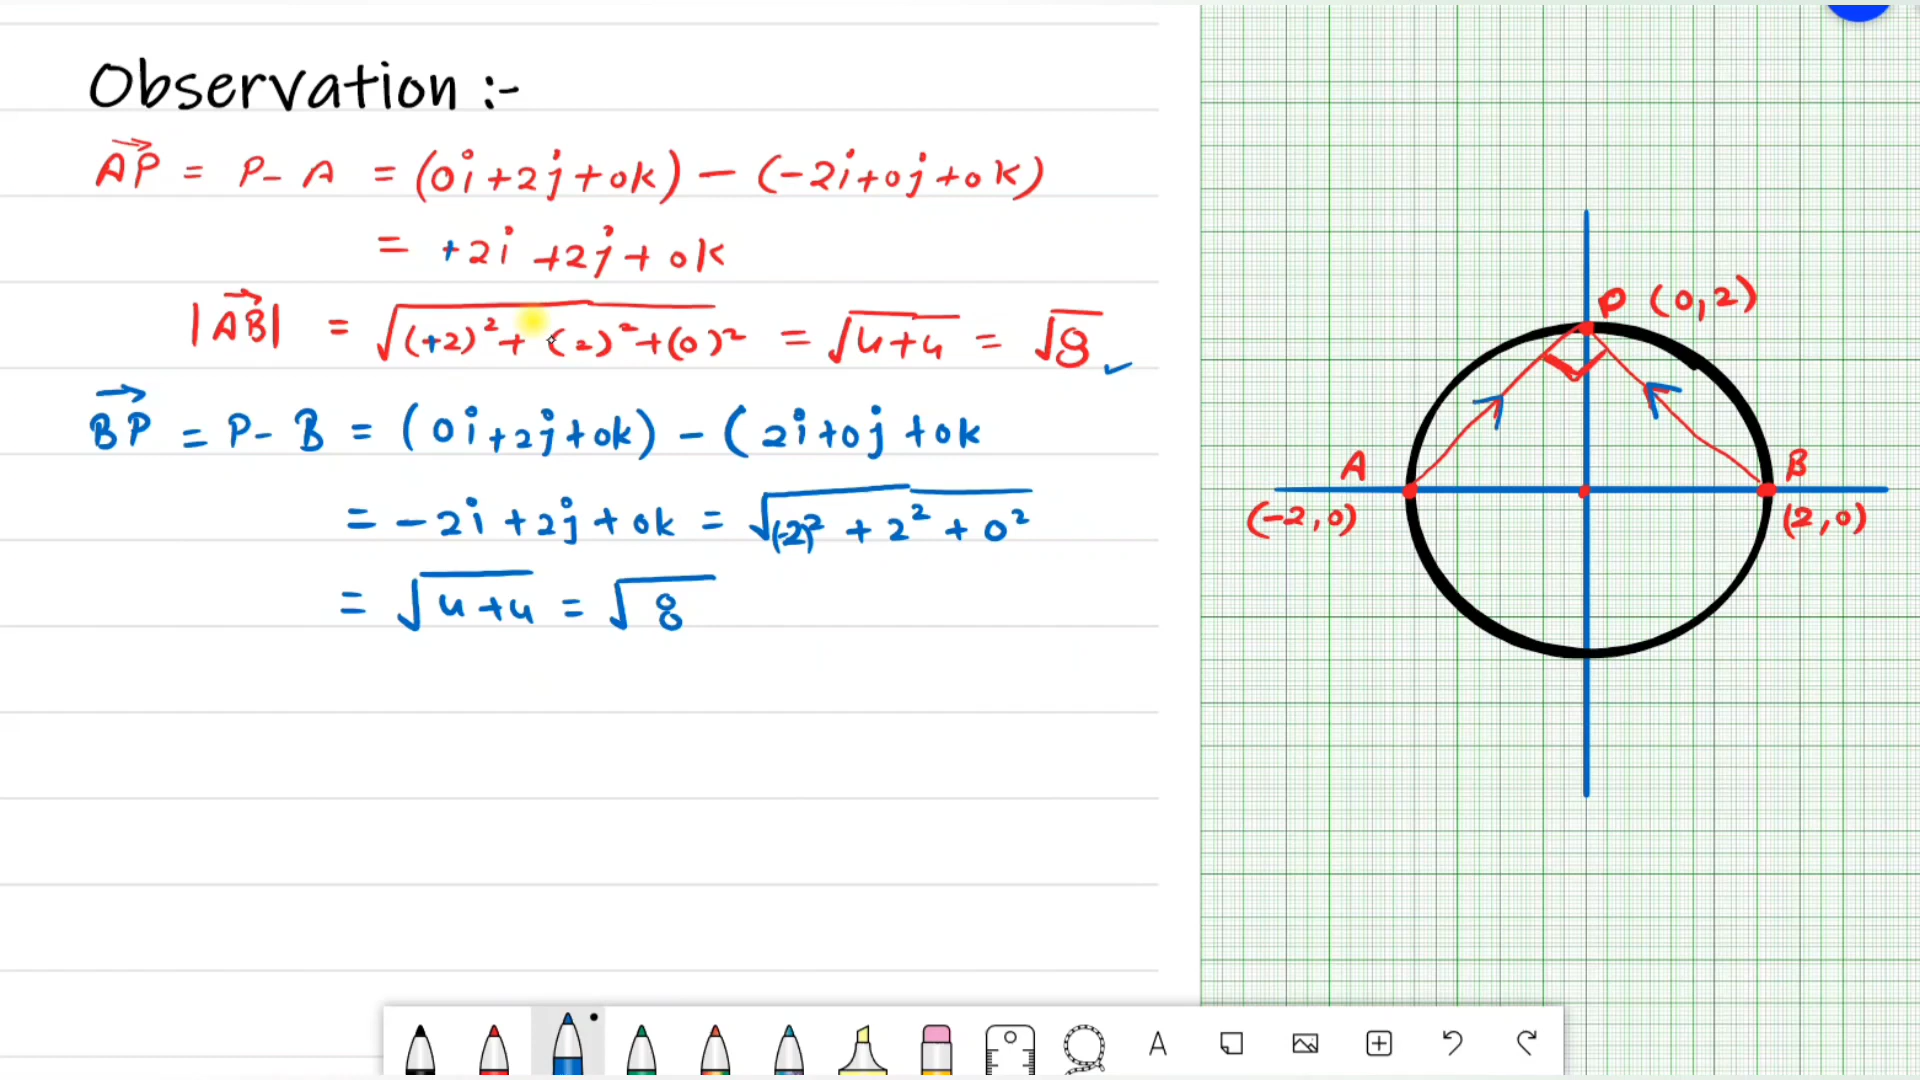 Observation :-
AP = P - A = (0i + 2j + 0k) - (-2i + 0j + 0k)
= +2i + 2j + 0k
|AB| = √(+2)² + (2)² + (0)² = √4+4 = √8 ✓
BP = P - B = (0i + 2j + 0k) - (2i + 0j + 0k
= -2i + 2j + 0k = √(-2)² + 2² + 0²
= √4+4 = √8
P (0,2)
A
B
(-2,0)
(2,0)
A